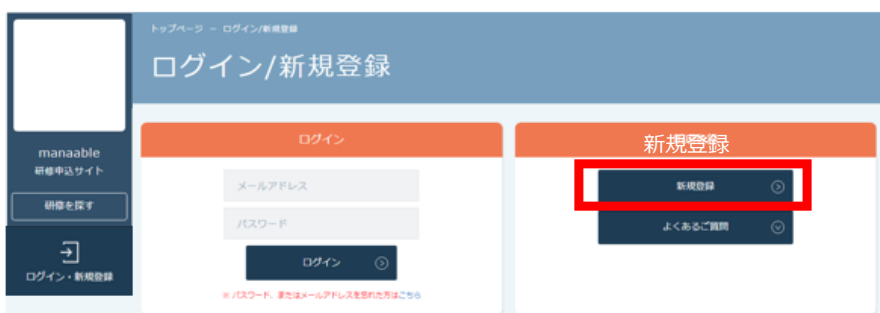 トップページ － ログイン/新規登録
ログイン/新規登録
manaable
研修申込サイト
研修を探す
ログイン・新規登録
ログイン
メールアドレス
パスワード
ログイン
※ パスワード、またはメールアドレスを忘れた方はこちら
新規登録
新規登録
よくあるご質問